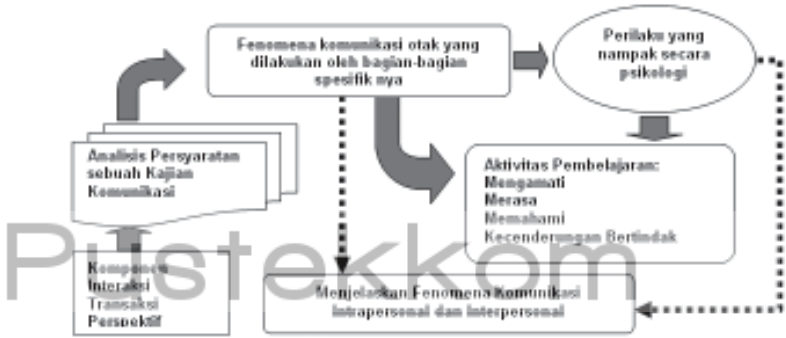 Fenomena komunikasi otak yang
dilakukan oleh bagian-bagian
spesifik nya
Perilaku yang
nampak secara
psikologi
Analisis Persyaratan
sebuah Kajian
Komunikasi
Aktivitas Pembelajaran:
Mengamati
Merasa
Memahami
Kecenderungan Bertindak
Pustekkom
Komponen
Interaksi
Transaksi
Perspektif
Menjelaskan Fenomena Komunikasi
Intrapersonal dan Interpersonal